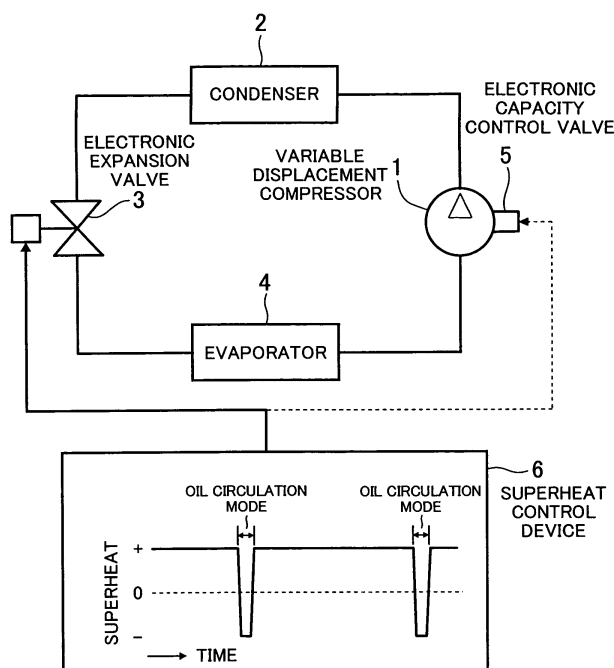 2
CONDENSER
ELECTRONIC
CAPACITY
CONTROL VALVE
5
ELECTRONIC
EXPANSION
VALVE
3
VARIABLE
DISPLACEMENT
COMPRESSOR
1
4
EVAPORATOR
6
SUPERHEAT
CONTROL
DEVICE
OIL CIRCULATION
MODE
OIL CIRCULATION
MODE
SUPERHEAT
+
0
−
TIME